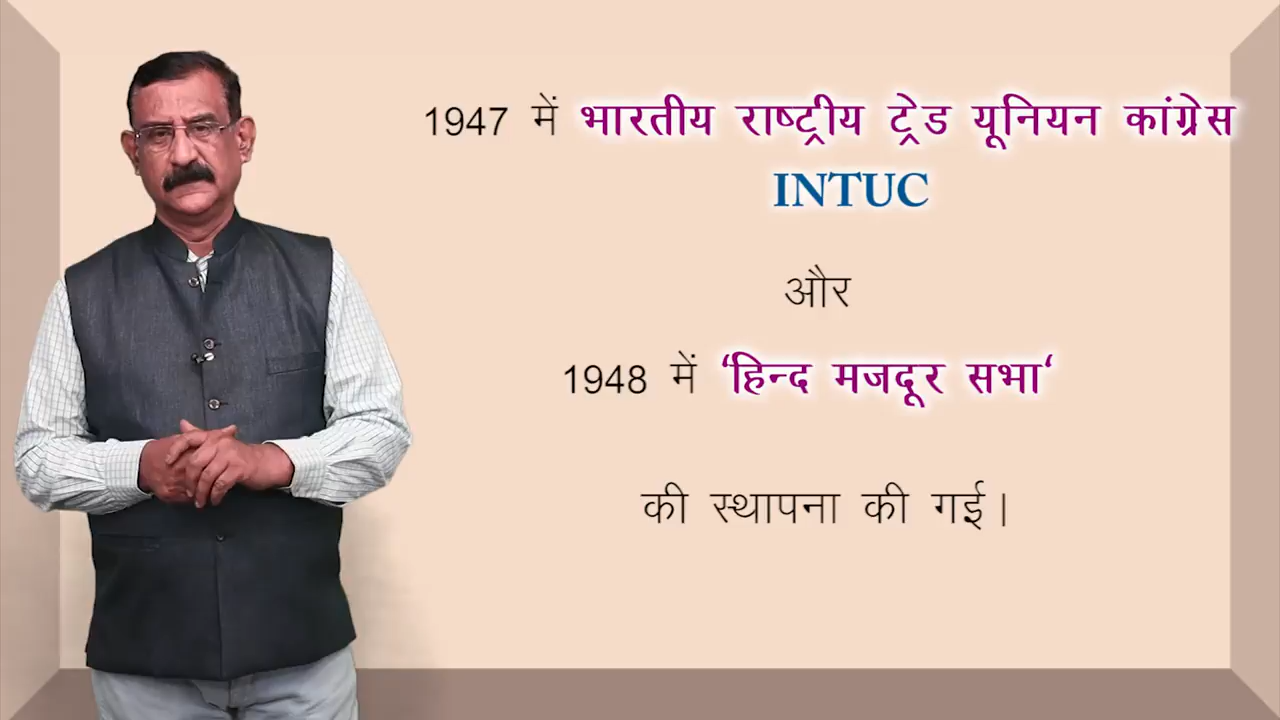 1947 में भारतीय राष्ट्रीय ट्रेड यूनियन कांग्रेस
INTUC
और
1948 में ‘हिन्द मजदूर सभा‘
की स्थापना की गई।